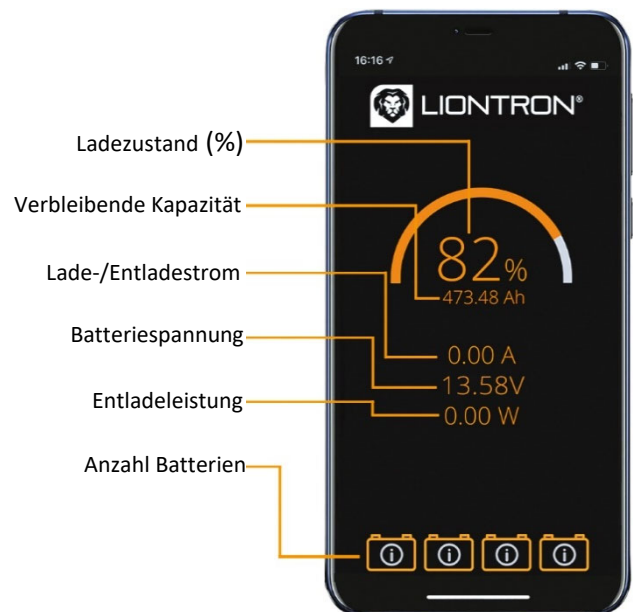 16:16
LIONTRON®
Ladezustand (%)
Verbleibende Kapazität
82%
Lade-/Entladestrom
473.48 Ah
Batteriespannung
0.00 A
13.58V
Entladeleistung
0.00 W
Anzahl Batterien
i i i i